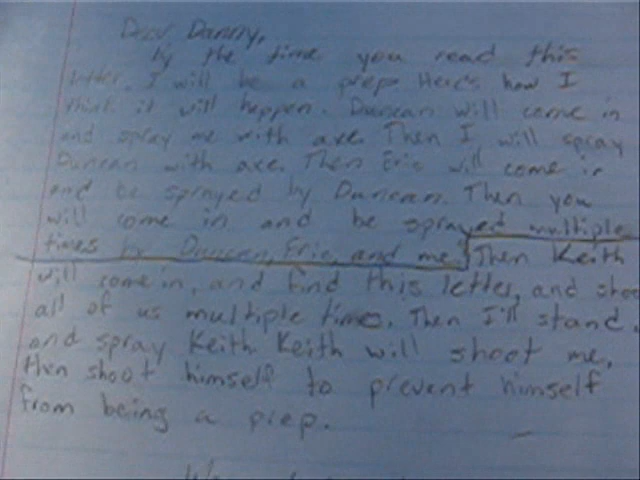 Dear Danny,
by the time you read this
letter, I will be a prep. Here's how I
think it will happen. Duncan will come in
and spray me with axe. Then I will spray
Duncan with axe. Then Eric will come in
and be sprayed by Duncan. Then you
will come in and be sprayed multiple
times by Duncan, Eric, and me. Then Keith
will come in, and find this letter, and shoo
all of us multiple times. Then I'll stand
and spray Keith. Keith will shoot me,
then shoot himself to prevent himself
from being a prep.